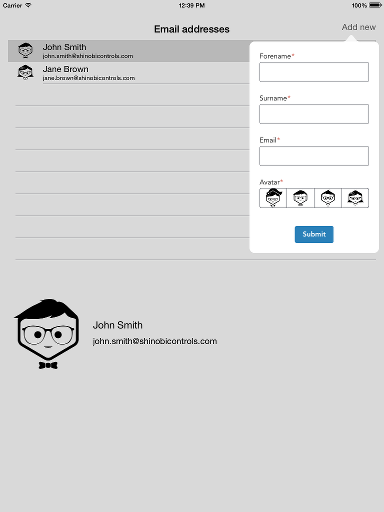 Carrier 12:39 PM 100%
Email addresses Add new
John Smith
john.smith@shinobicontrols.com
Jane Brown
jane.brown@shinobicontrols.com
Forename*
Surname*
Email*
Avatar*
Submit
John Smith
john.smith@shinobicontrols.com